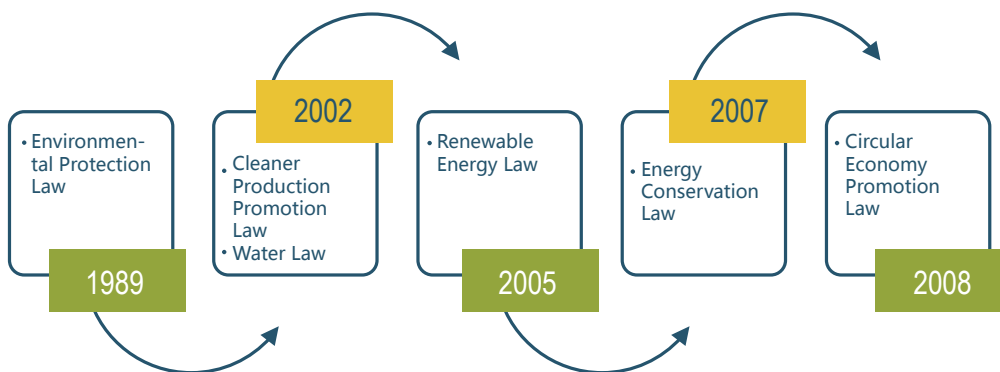 • Environmen-
tal Protection
Law
1989
2002
• Cleaner
Production
Promotion
Law
• Water Law
• Renewable
Energy Law
2005
2007
• Energy
Conservation
Law
• Circular
Economy
Promotion
Law
2008